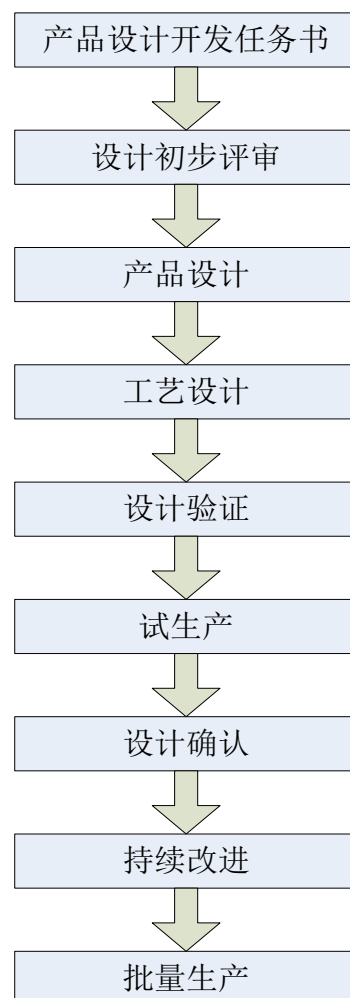 产品设计开发任务书
设计初步评审
产品设计
工艺设计
设计验证
试生产
设计确认
持续改进
批量生产